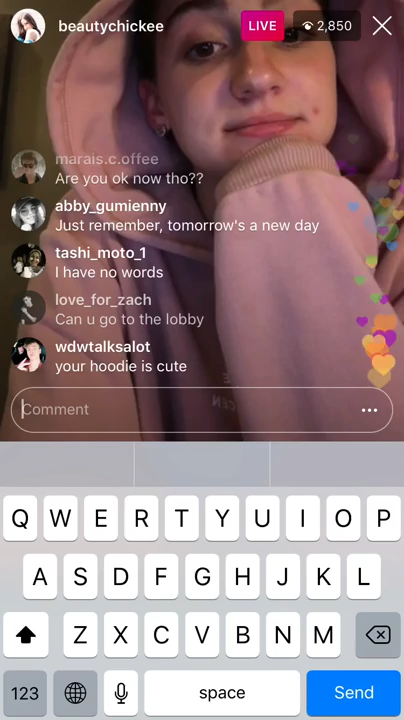 beautychickee LIVE 2,850
marais.c.offee
Are you ok now tho??
abby_gumienny
Just remember, tomorrow's a new day
tashi_moto_1
I have no words
love_for_zach
Can u go to the lobby
wdwtalksalot
your hoodie is cute
Comment
Q W E R T Y U I O P
A S D F G H J K L
Z X C V B N M
123 space Send